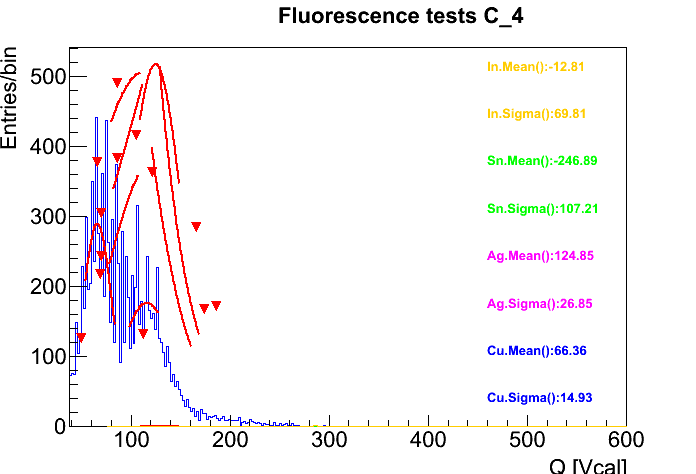 Fluorescence tests C_4
Entries/bin
500
400
300
200
100
0
In.Mean():-12.81
In.Sigma():69.81
Sn.Mean():-246.89
Sn.Sigma():107.21
Ag.Mean():124.85
Ag.Sigma():26.85
Cu.Mean():66.36
Cu.Sigma():14.93
100 200 300 400 500 600
Q [Vcal]